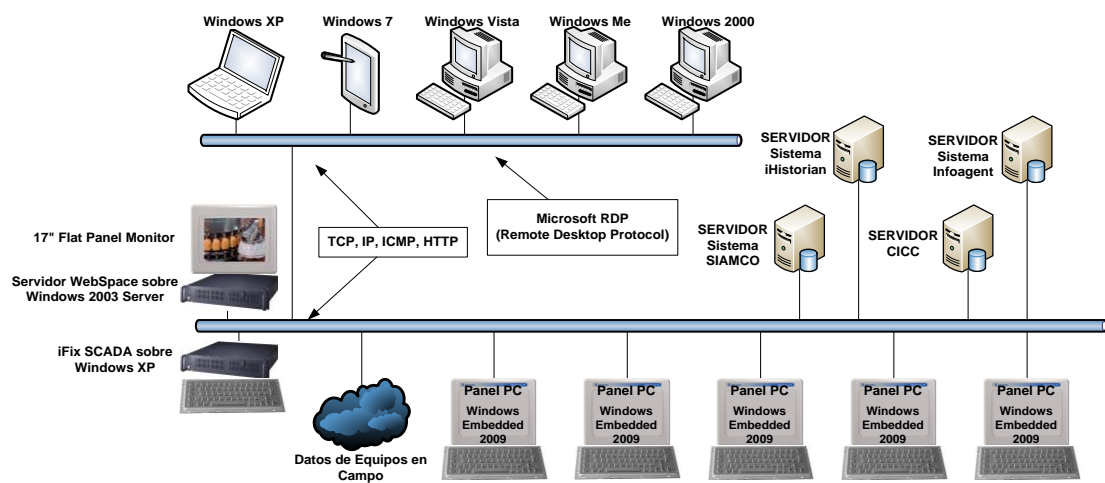 Windows XP
Windows 7
Windows Vista
Windows Me
Windows 2000
SERVIDOR
Sistema
iHistorian
SERVIDOR
Sistema
Infoagent
17" Flat Panel Monitor
TCP, IP, ICMP, HTTP
Microsoft RDP
(Remote Desktop Protocol)
SERVIDOR
Sistema
SIAMCO
SERVIDOR
CICC
Servidor WebSpace sobre
Windows 2003 Server
iFix SCADA sobre
Windows XP
Datos de Equipos en
Campo
Panel PC
Windows
Embedded
2009
Panel PC
Windows
Embedded
2009
Panel PC
Windows
Embedded
2009
Panel PC
Windows
Embedded
2009
Panel PC
Windows
Embedded
2009